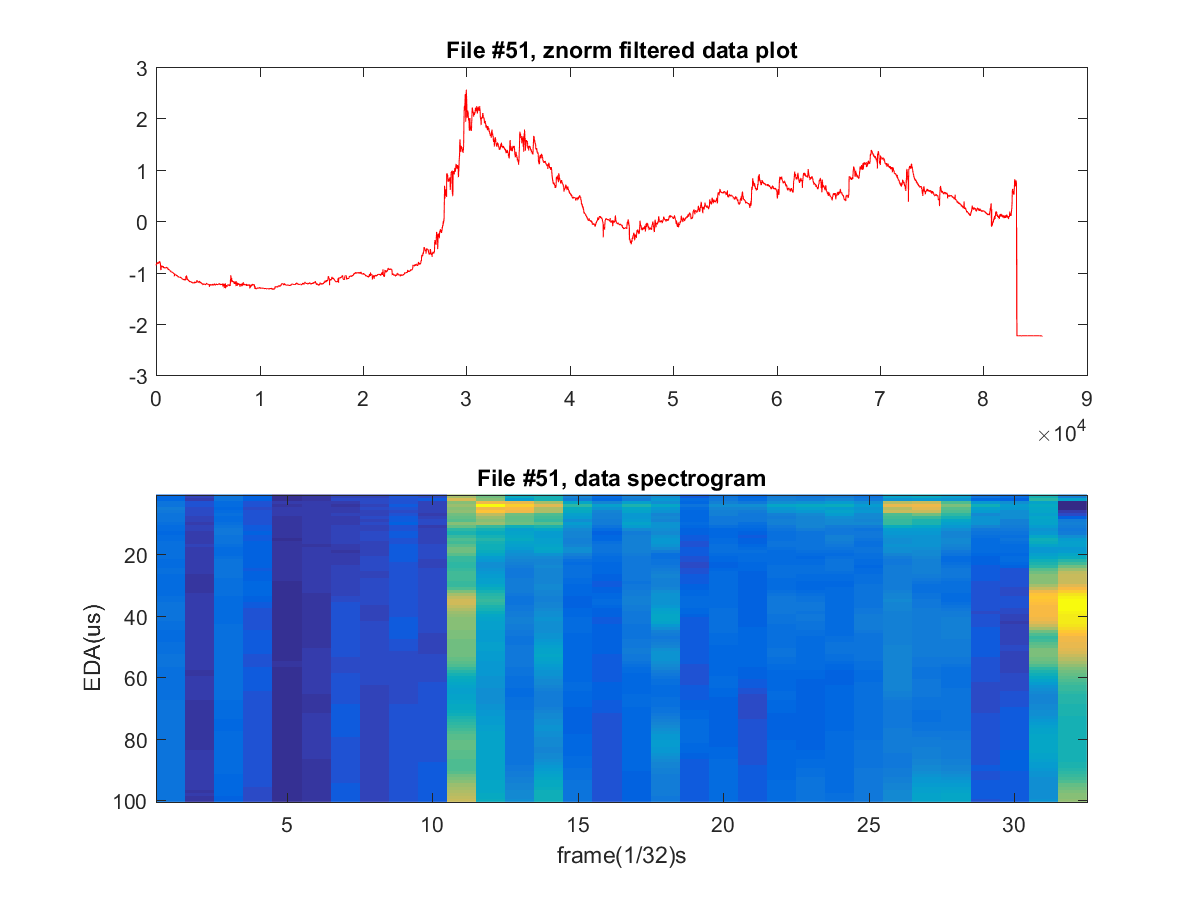 File #51, znorm filtered data plot
3
2
1
0
-1
-2
-3
0 1 2 3 4 5 6 7 8 9
×10^4
File #51, data spectrogram
20
40
60
80
100
EDA(us)
5 10 15 20 25 30
frame(1/32)s